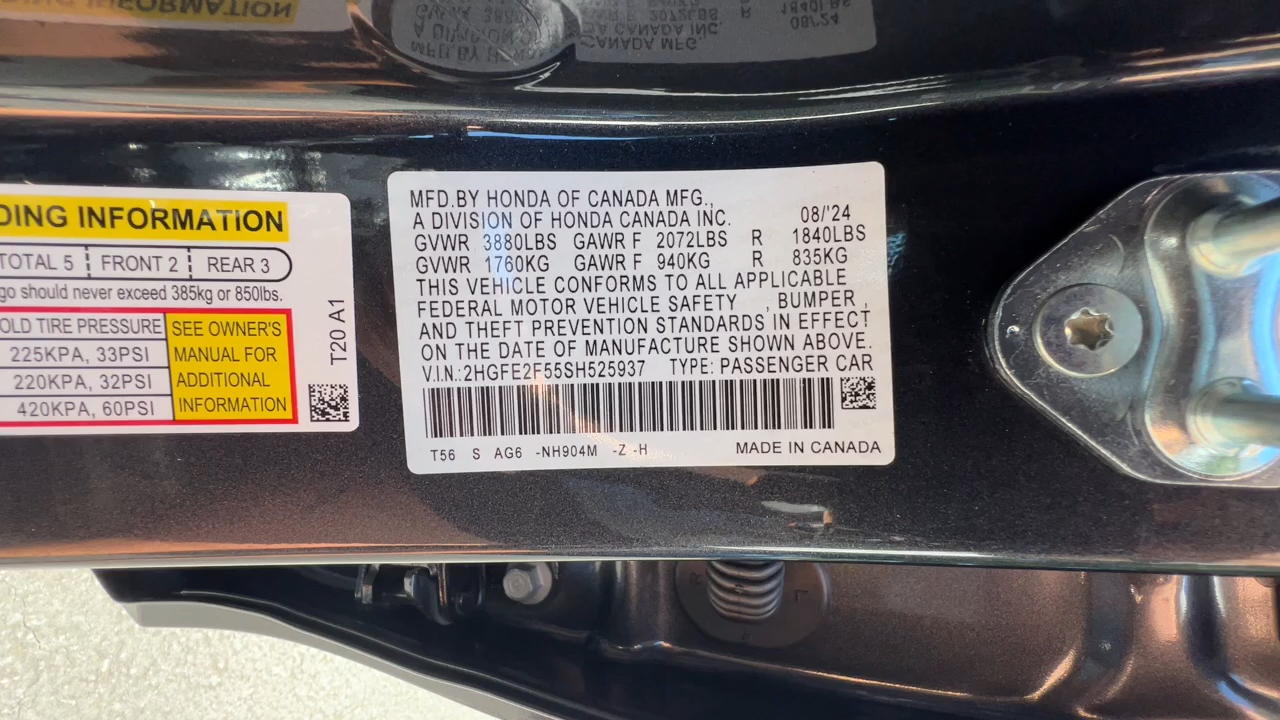 DING INFORMATION
TOTAL 5 FRONT 2 REAR 3
go should never exceed 385kg or 850lbs.
OLD TIRE PRESSURE
225KPA, 33PSI
220KPA, 32PSI
420KPA, 60PSI
SEE OWNER'S
MANUAL FOR
ADDITIONAL
INFORMATION
T20 A1
MFD.BY HONDA OF CANADA MFG.,
A DIVISION OF HONDA CANADA INC. 08/'24
GVWR 3880LBS GAWR F 2072LBS R 1840LBS
GVWR 1760KG GAWR F 940KG R 835KG
THIS VEHICLE CONFORMS TO ALL APPLICABLE
FEDERAL MOTOR VEHICLE SAFETY , BUMPER ,
AND THEFT PREVENTION STANDARDS IN EFFECT
ON THE DATE OF MANUFACTURE SHOWN ABOVE.
V.I.N.:2HGFE2F55SH525937 TYPE: PASSENGER CAR
T56 S AG6 -NH904M -Z -H MADE IN CANADA